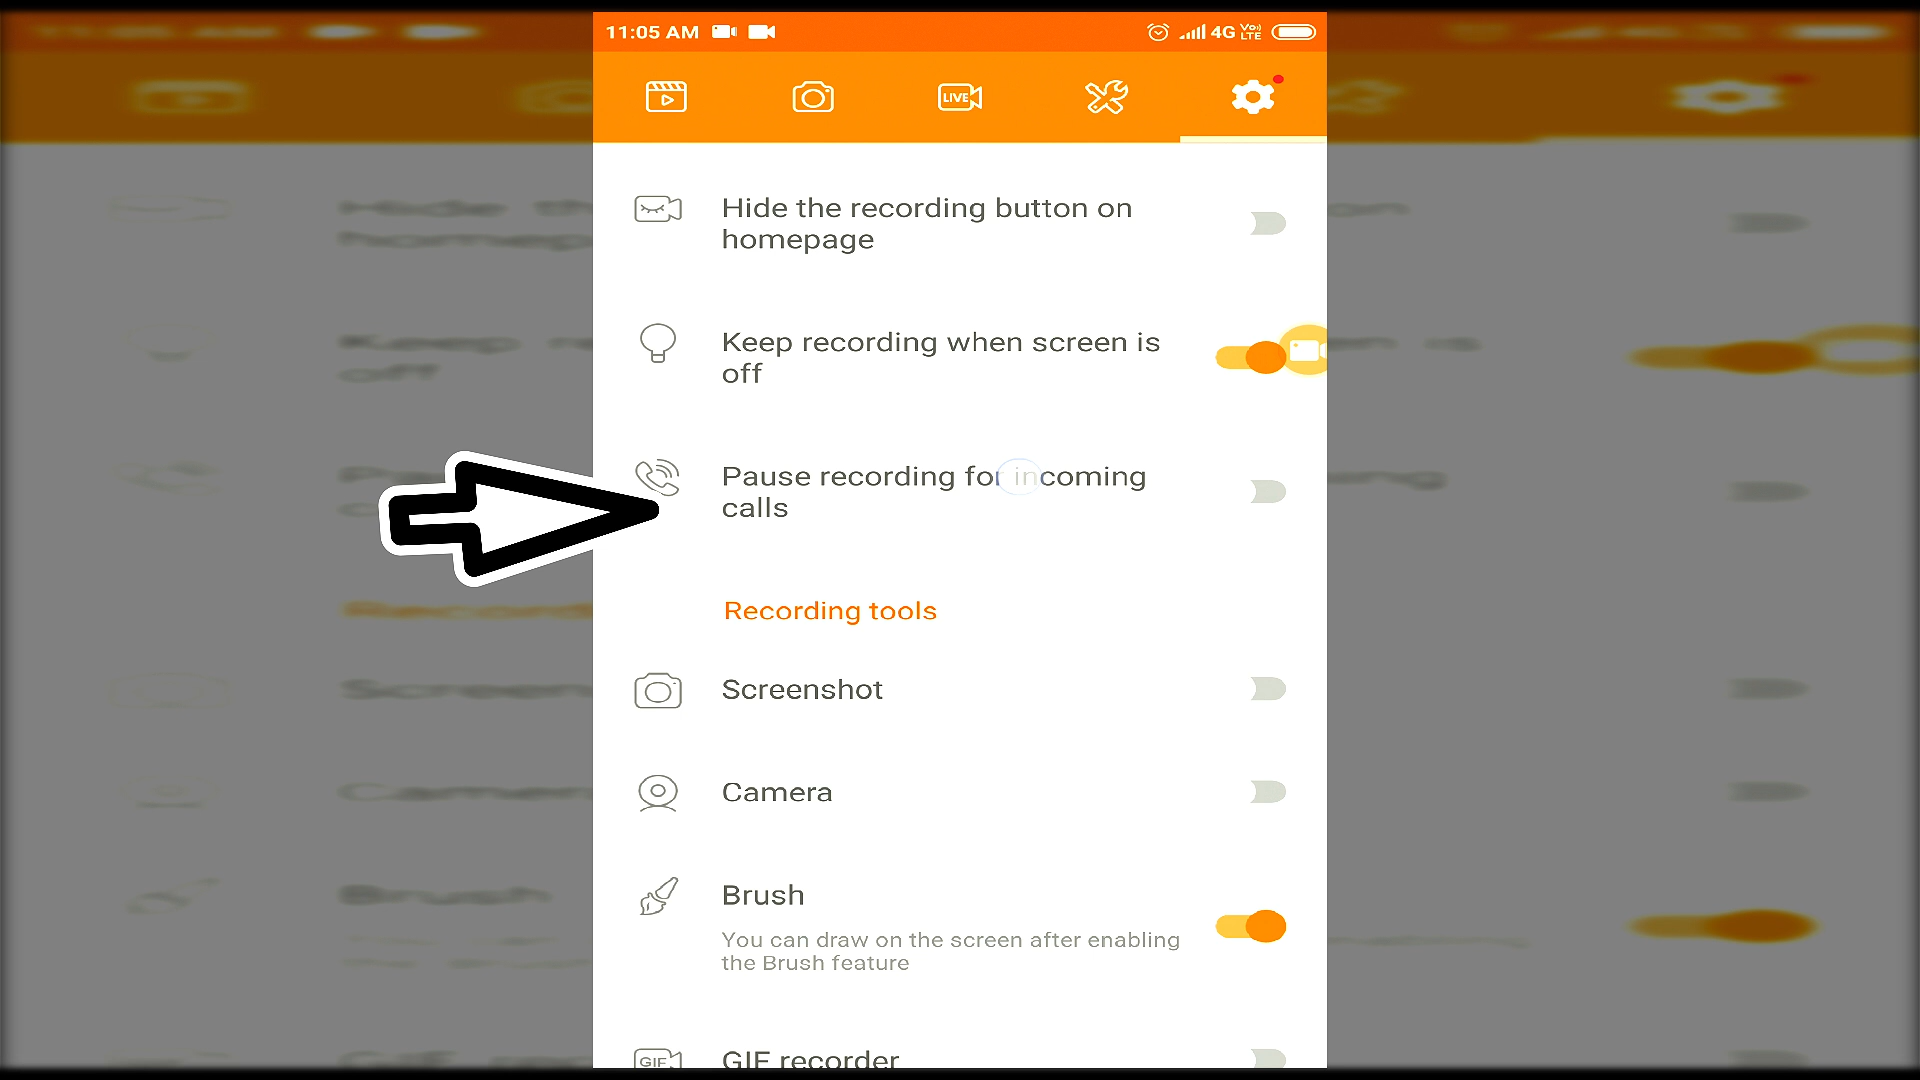 11:05 AM 4G Vo) LTE
LIVE
Hide the recording button on
homepage
Keep recording when screen is
off
Pause recording for incoming
calls
Recording tools
Screenshot
Camera
Brush
You can draw on the screen after enabling
the Brush feature
GIF GIF recorder